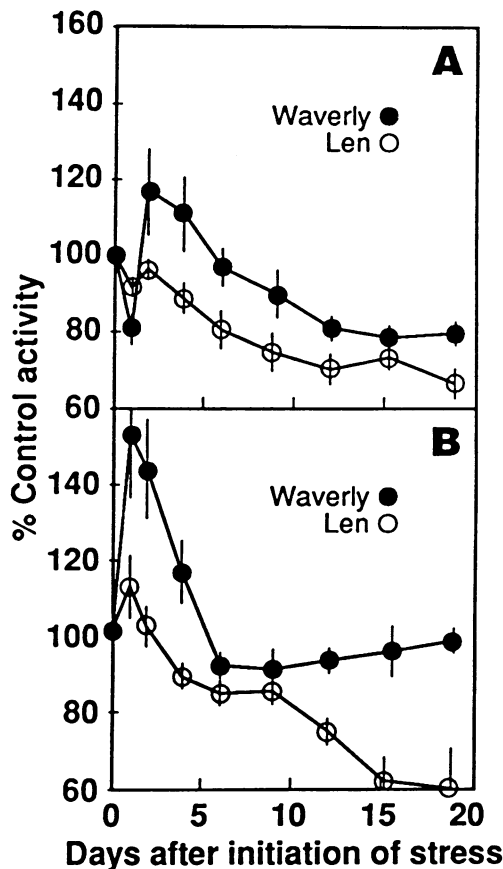 160
A
140
Waverly
Len
120
100
80
60
B
140
Waverly
Len
120
100
80
60
0 5 10 15 20
% Control activity
Days after initiation of stress